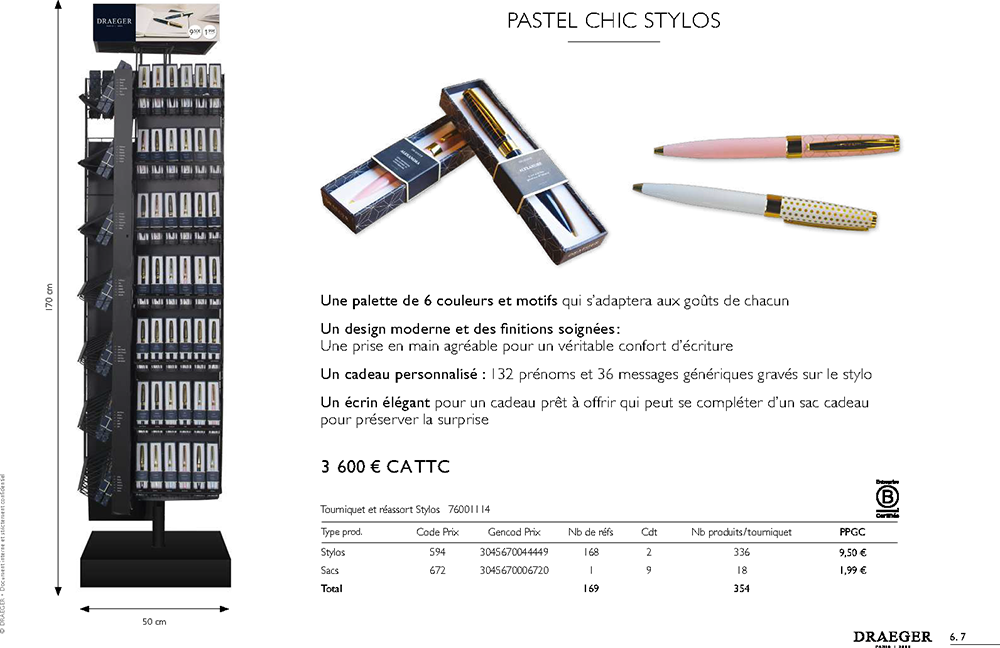 PASTEL CHIC STYLOS
DRAEGER
170 cm
50 cm
Une palette de 6 couleurs et motifs qui s'adaptera aux goûts de chacun
Un design moderne et des finitions soignées :
Une prise en main agréable pour un véritable confort d'écriture
Un cadeau personnalisé : 132 prénoms et 36 messages génériques gravés sur le stylo
Un écrin élégant pour un cadeau prêt à offrir qui peut se compléter d'un sac cadeau
pour préserver la surprise
3 600 € CATTC
Entreprise
B
Certifiée
Tourniquet et réassort Stylos 76001114
Type prod. Code Prix Gencod Prix Nb de réfs Cdt Nb produits/tourniquet PPGC
Stylos 594 3045670044449 168 2 336 9,50 €
Sacs 672 3045670006720 1 9 18 1,99 €
Total 169 354
© DRAEGER • Document interne et strictement confidentiel
DRAEGER
6. 7